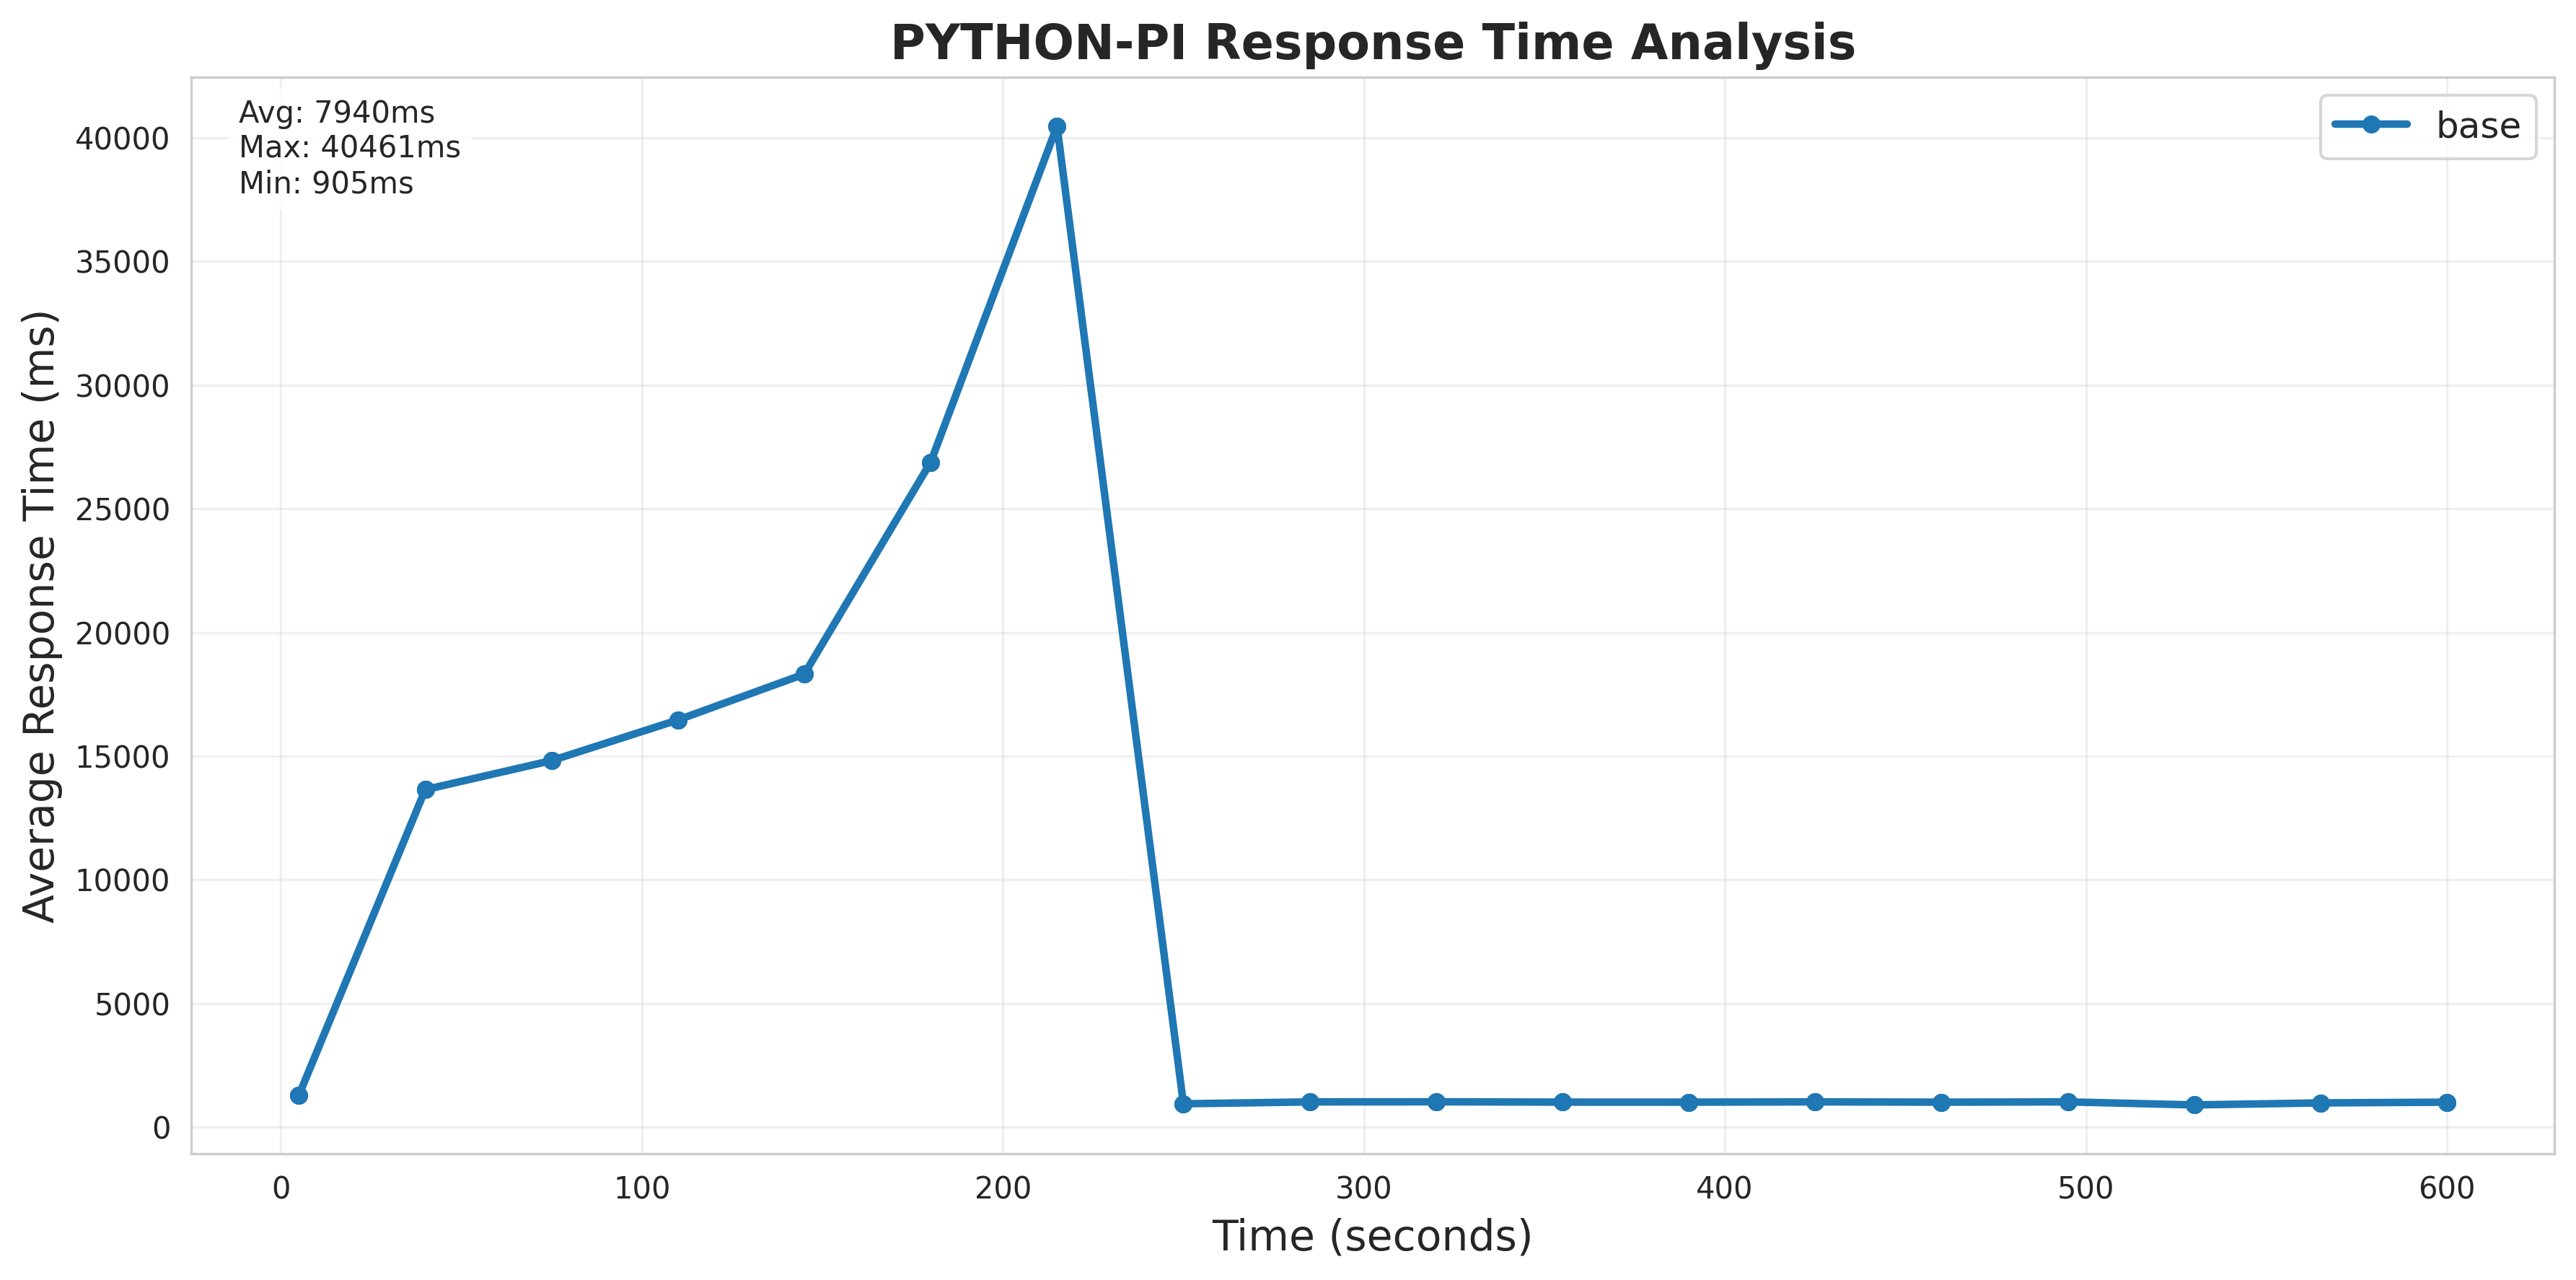 PYTHON-PI Response Time Analysis
Avg: 7940ms
Max: 40461ms
Min: 905ms
base
Average Response Time (ms)
40000
35000
30000
25000
20000
15000
10000
5000
0
0 100 200 300 400 500 600
Time (seconds)